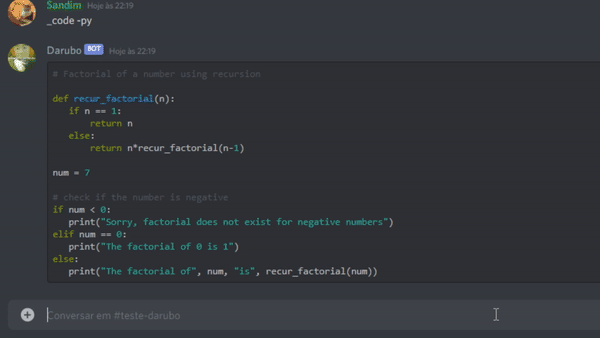 Sandim Hoje às 22:19
_code -py
Darubo BOT Hoje às 22:19
# Factorial of a number using recursion
def recur_factorial(n):
   if n == 1:
       return n
   else:
       return n*recur_factorial(n-1)
num = 7
# check if the number is negative
if num < 0:
   print("Sorry, factorial does not exist for negative numbers")
elif num == 0:
   print("The factorial of 0 is 1")
else:
   print("The factorial of", num, "is", recur_factorial(num))
Conversar em #teste-darubo